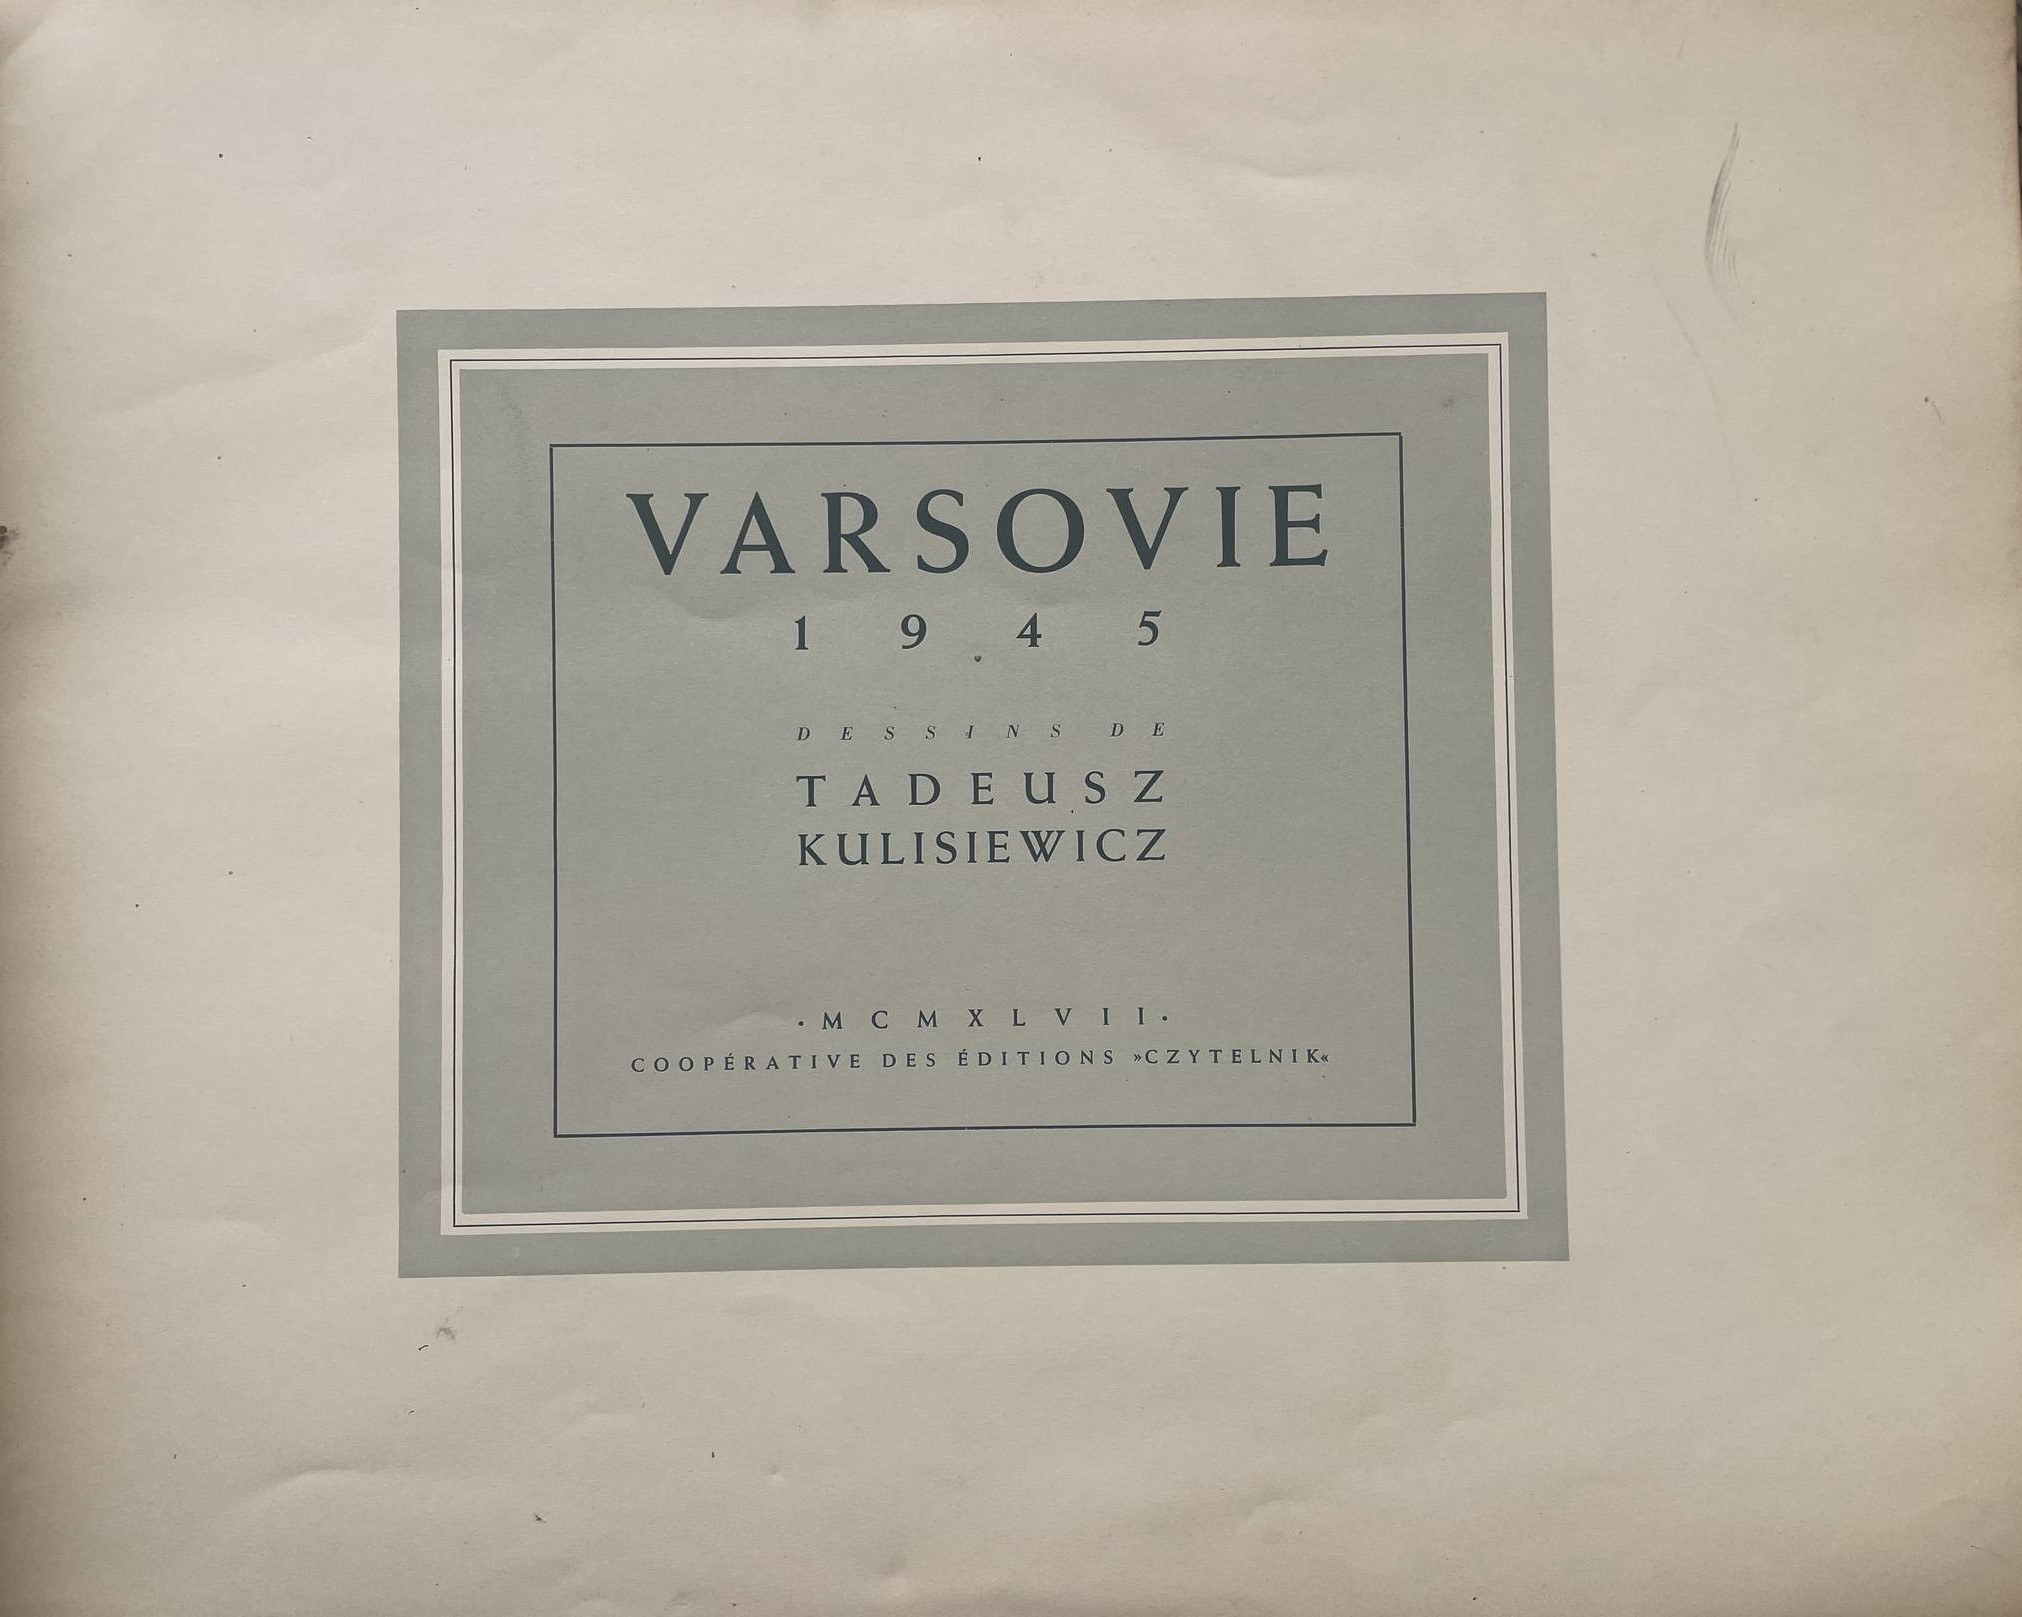 VARSOVIE
1945
DESSINS DE
TADEUSZ
KULISIEWICZ
·MCMXLVII·
COOPÉRATIVE DES ÉDITIONS »CZYTELNIK«